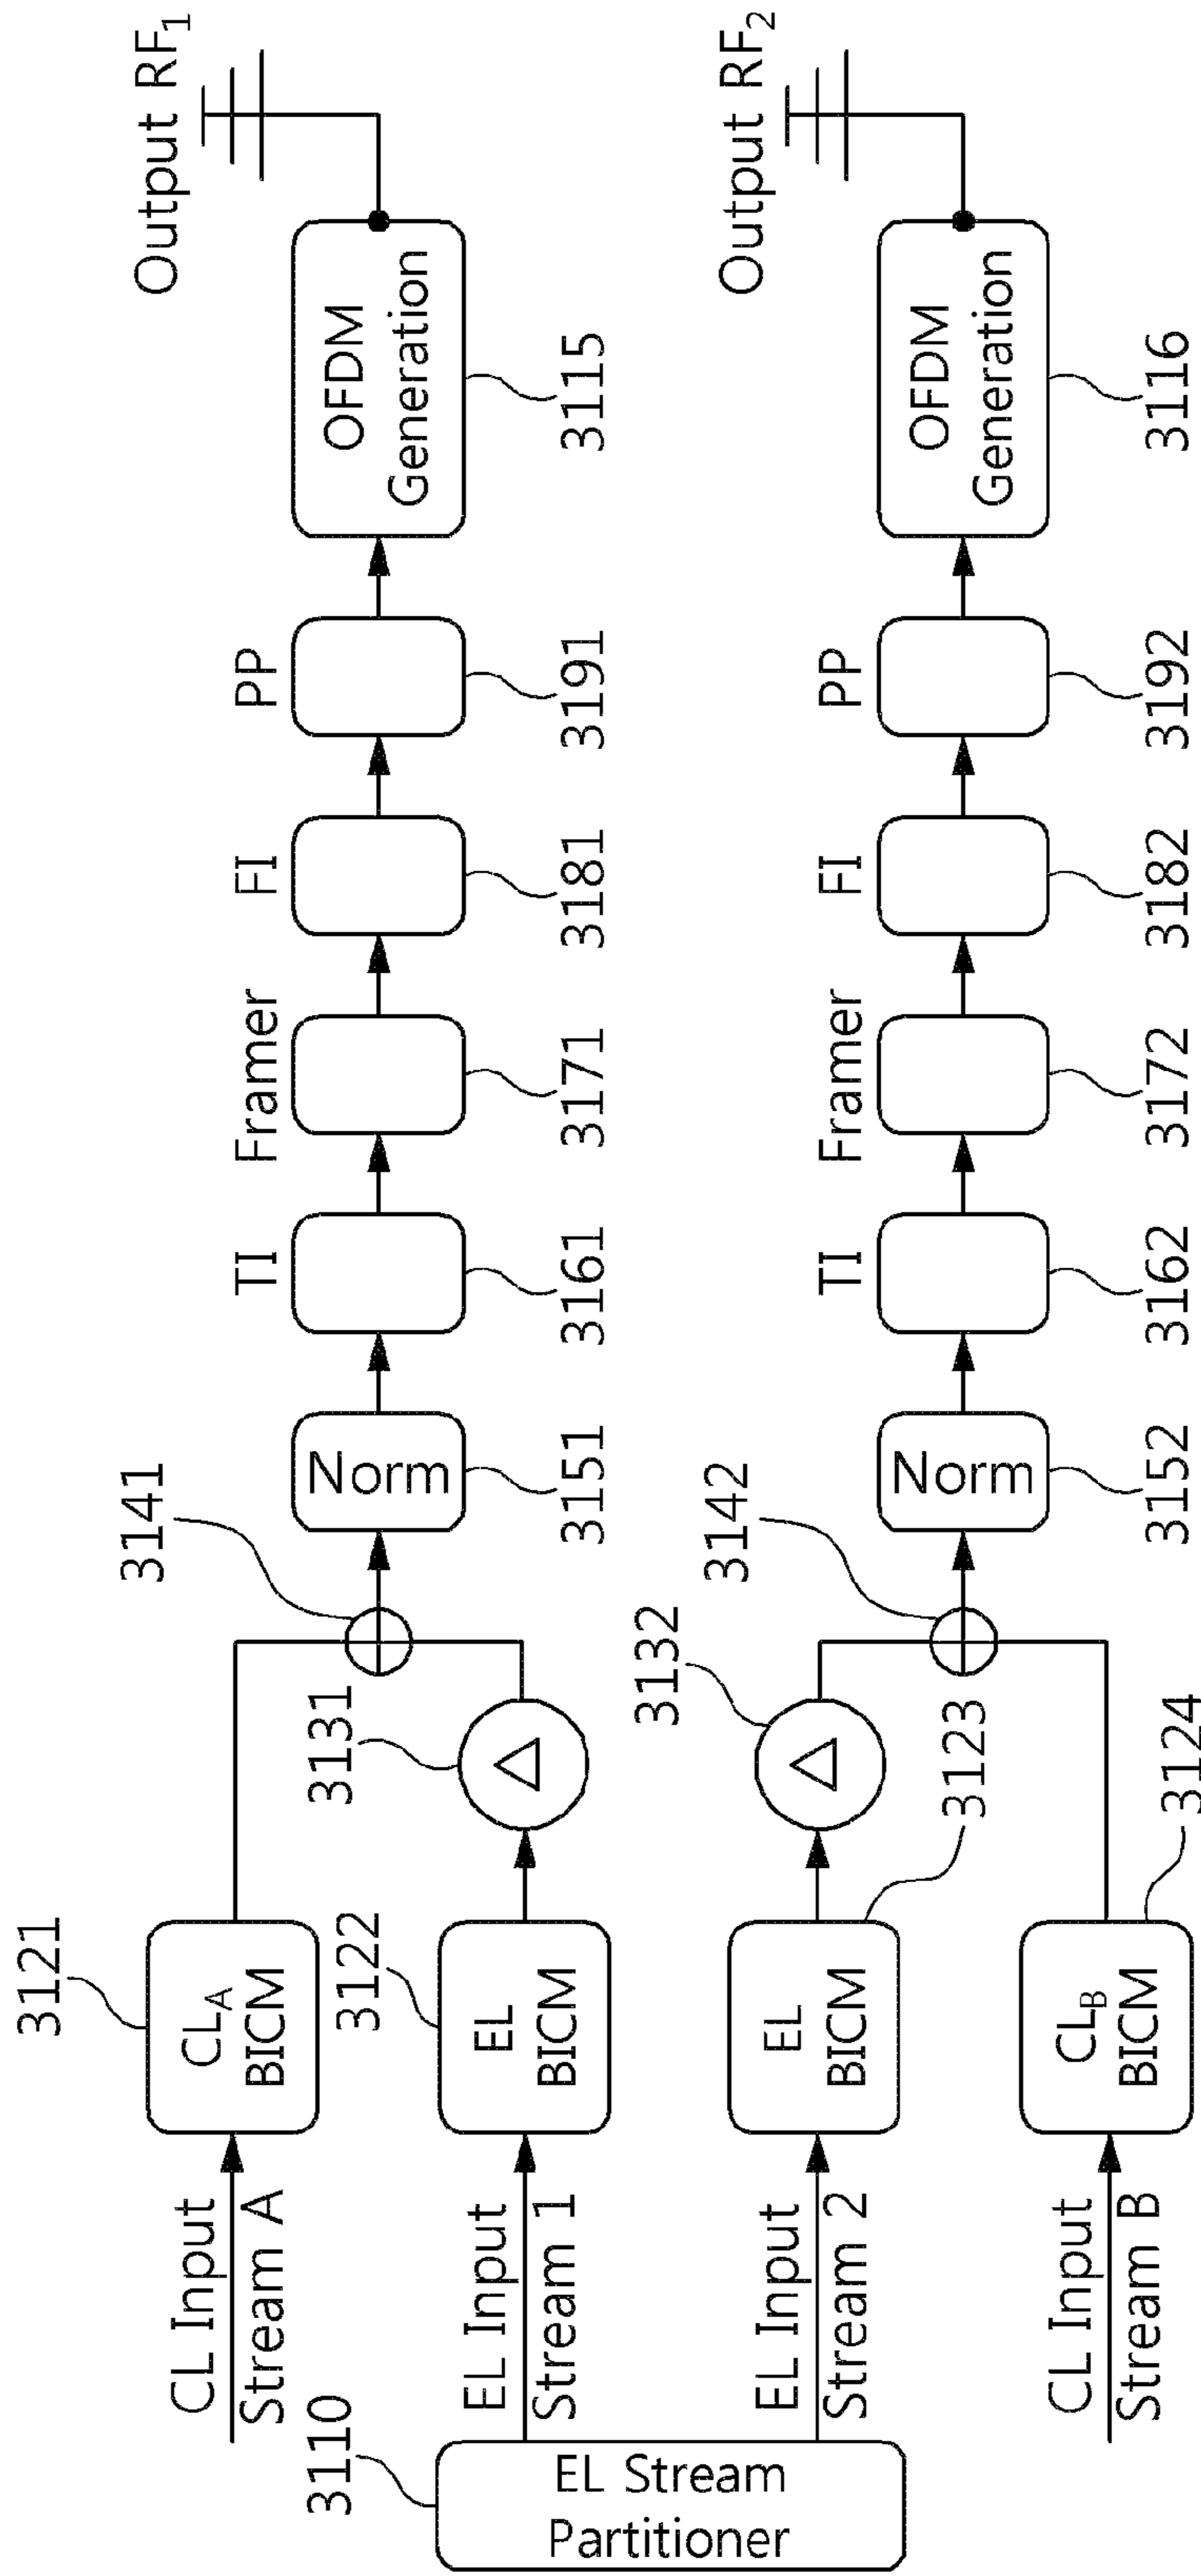 3110
EL Stream
Partitioner
CL Input
Stream A
EL Input
Stream 1
EL Input
Stream 2
CL Input
Stream B
3121
CLA
BICM
3122
EL
BICM
EL
BICM
3123
CLB
BICM
3124
3131
3132
3141
3142
Norm
3151
TI
3161
Framer
3171
FI
3181
PP
3191
OFDM
Generation
3115
Output RF1
Norm
3152
TI
3162
Framer
3172
FI
3182
PP
3192
OFDM
Generation
3116
Output RF2